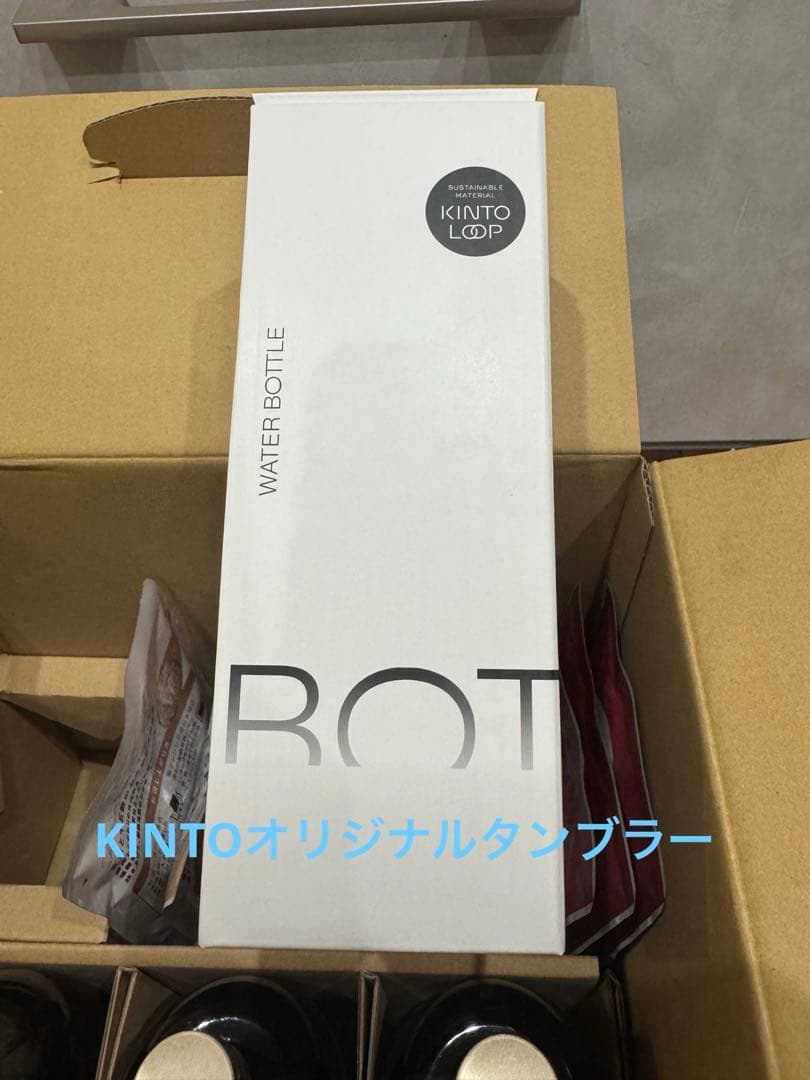 SUSTAINABLE
MATERIAL
KINTO
LOOP
WATER BOTTLE
BOT
KINTOオリジナルタンブラー